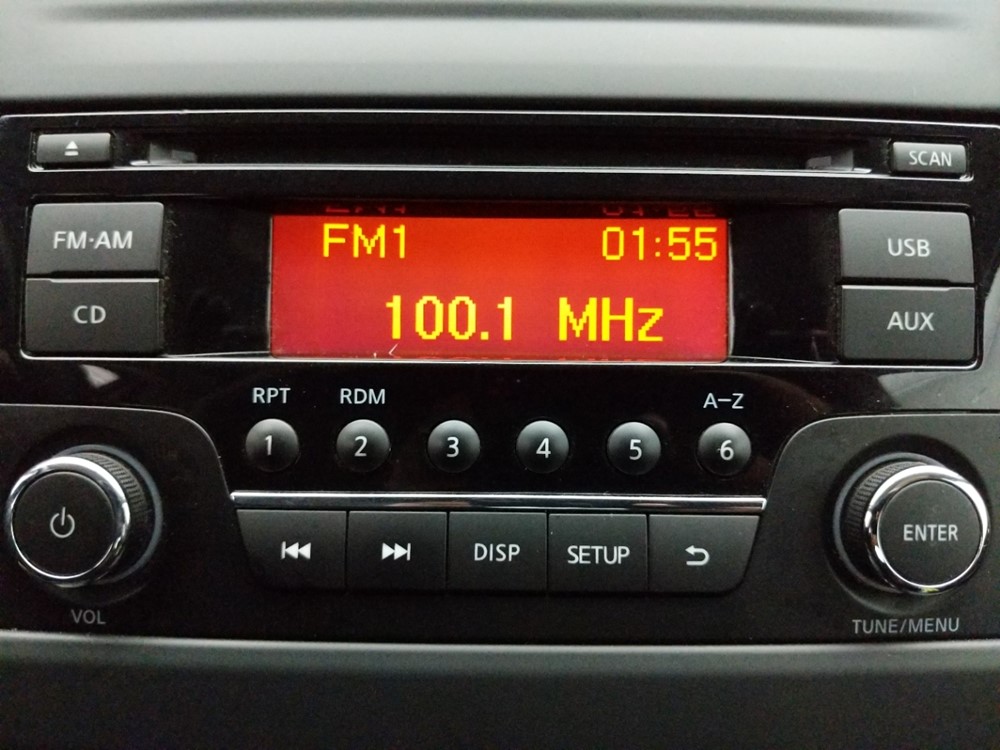 SCAN
FM·AM
FM1 01:55
USB
CD
100.1 MHz
AUX
RPT RDM A-Z
1 2 3 4 5 6
DISP SETUP
ENTER
VOL
TUNE/MENU